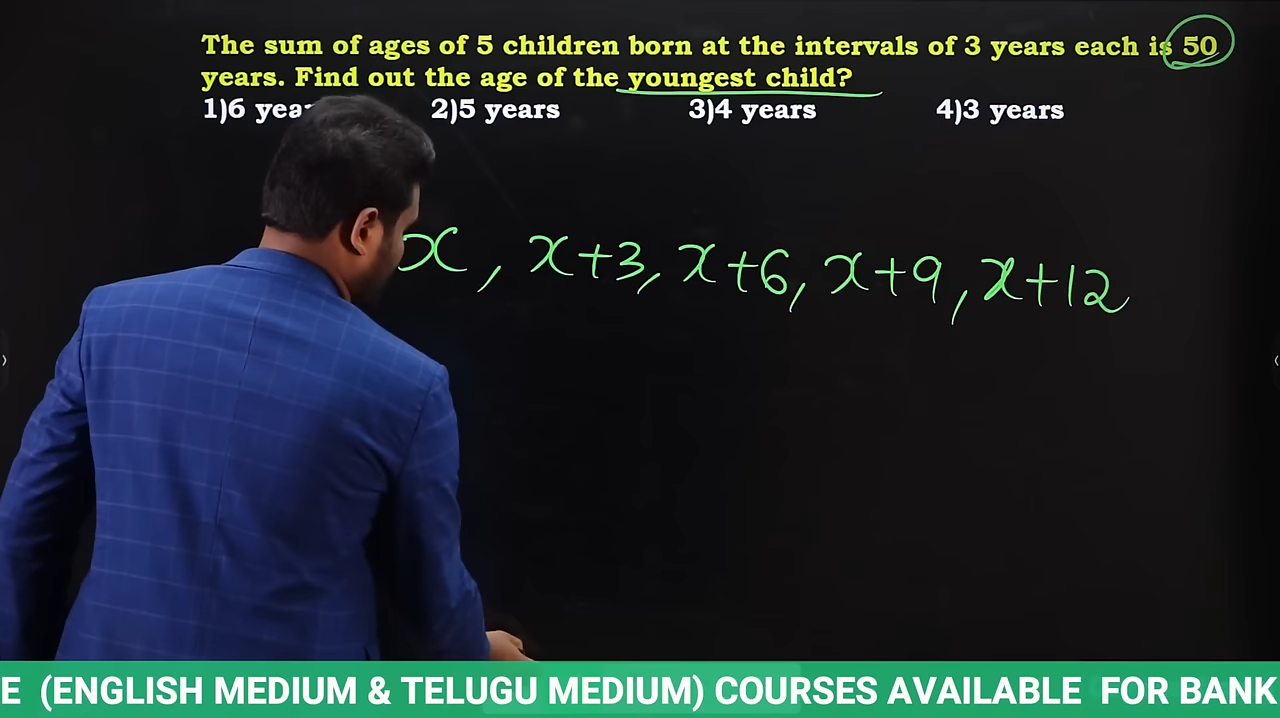 The sum of ages of 5 children born at the intervals of 3 years each is 50
years. Find out the age of the youngest child?
1)6 2)5 years 3)4 years 4)3 years
x, x+3, x+6, x+9, x+12
E (ENGLISH MEDIUM & TELUGU MEDIUM) COURSES AVAILABLE FOR BANK